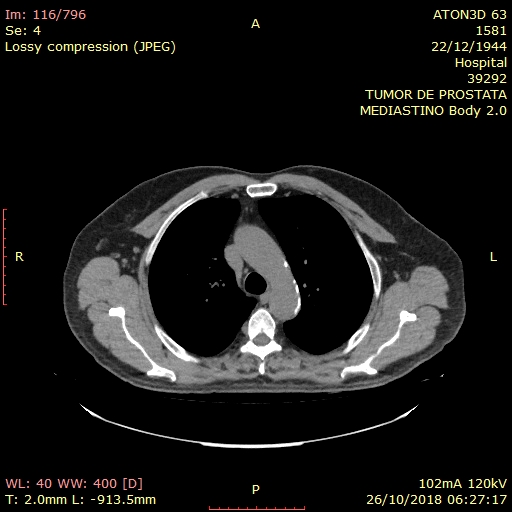 Im: 116/796
Se: 4
Lossy compression (JPEG)
A
ATON3D 63
1581
22/12/1944
Hospital
39292
TUMOR DE PROSTATA
MEDIASTINO Body 2.0
R
L
WL: 40 WW: 400 [D]
T: 2.0mm L: -913.5mm
P
102mA 120kV
26/10/2018 06:27:17